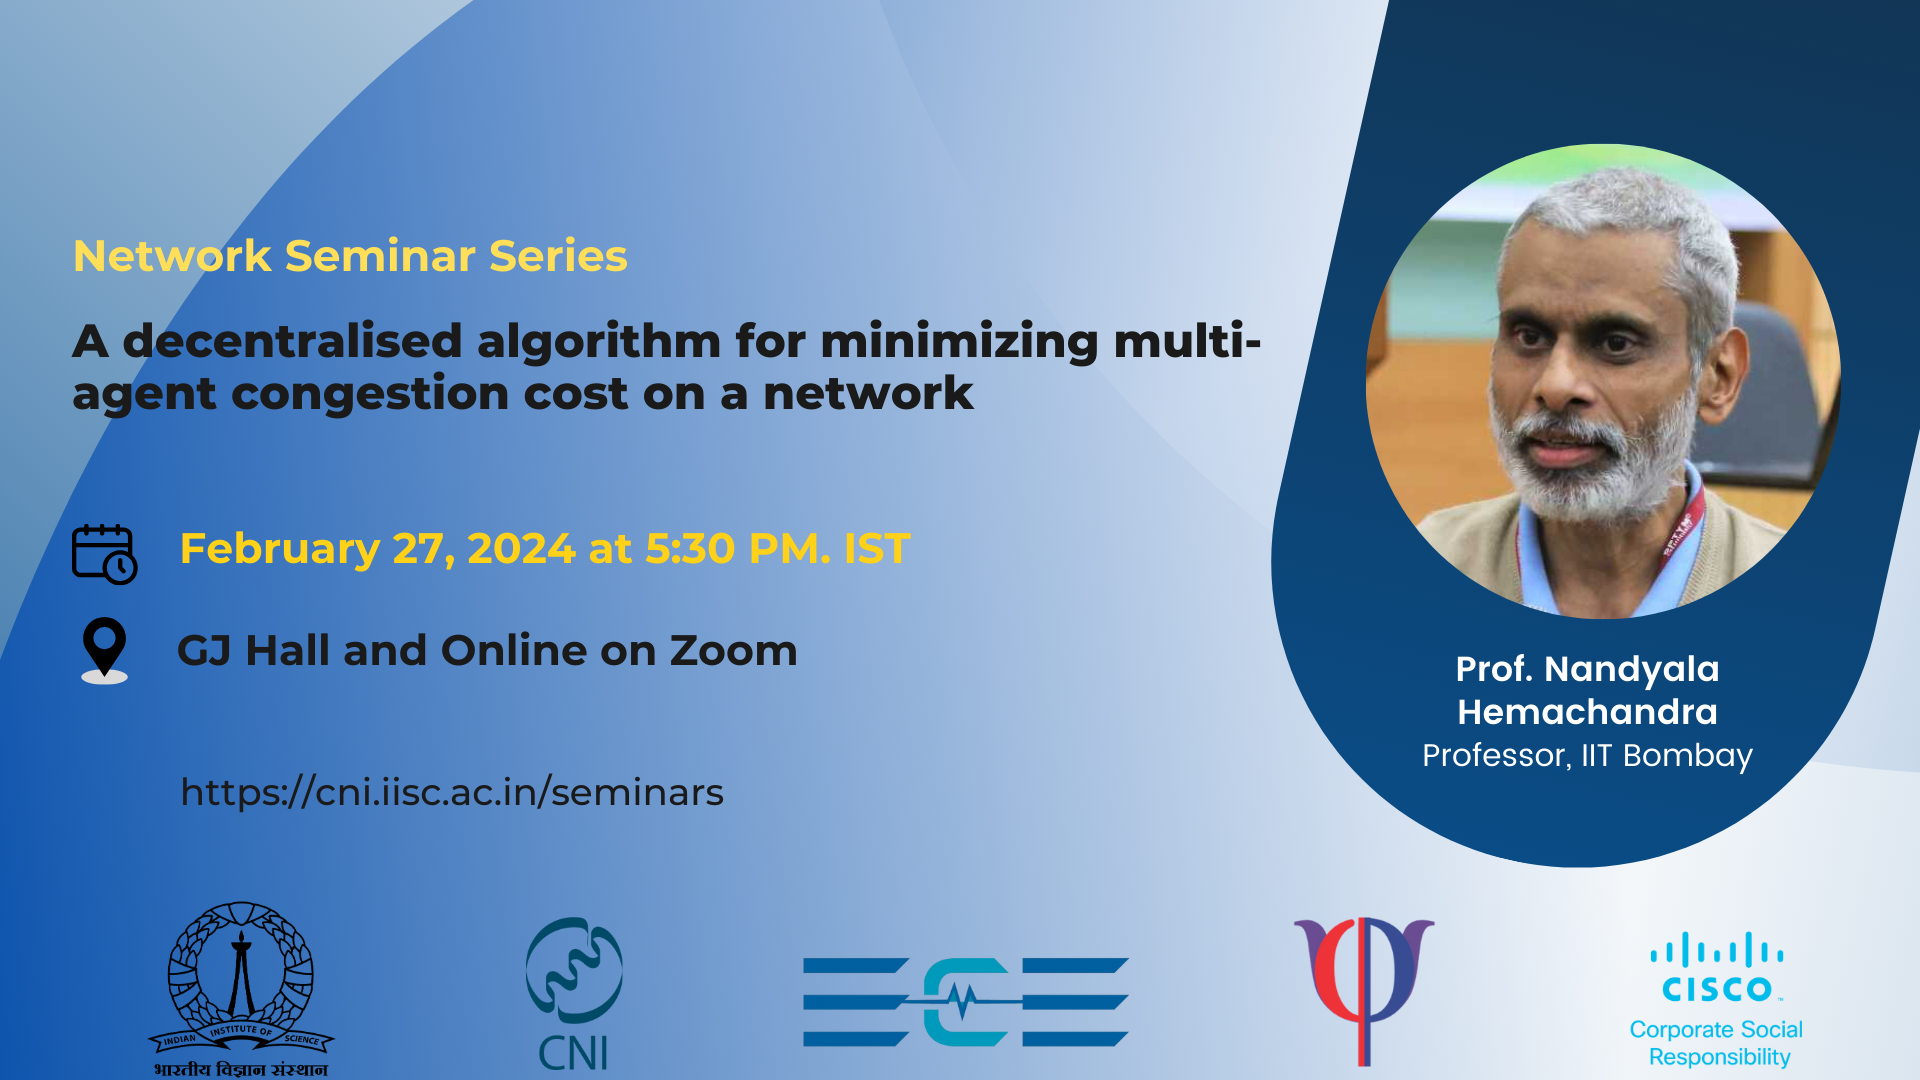 Network Seminar Series
A decentralised algorithm for minimizing multi-
agent congestion cost on a network
February 27, 2024 at 5:30 PM. IST
GJ Hall and Online on Zoom
https://cni.iisc.ac.in/seminars
Prof. Nandyala
Hemachandra
Professor, IIT Bombay
INDIAN INSTITUTE OF SCIENCE
भारतीय विज्ञान संस्थान
CNI
ECE
CISCO
Corporate Social
Responsibility